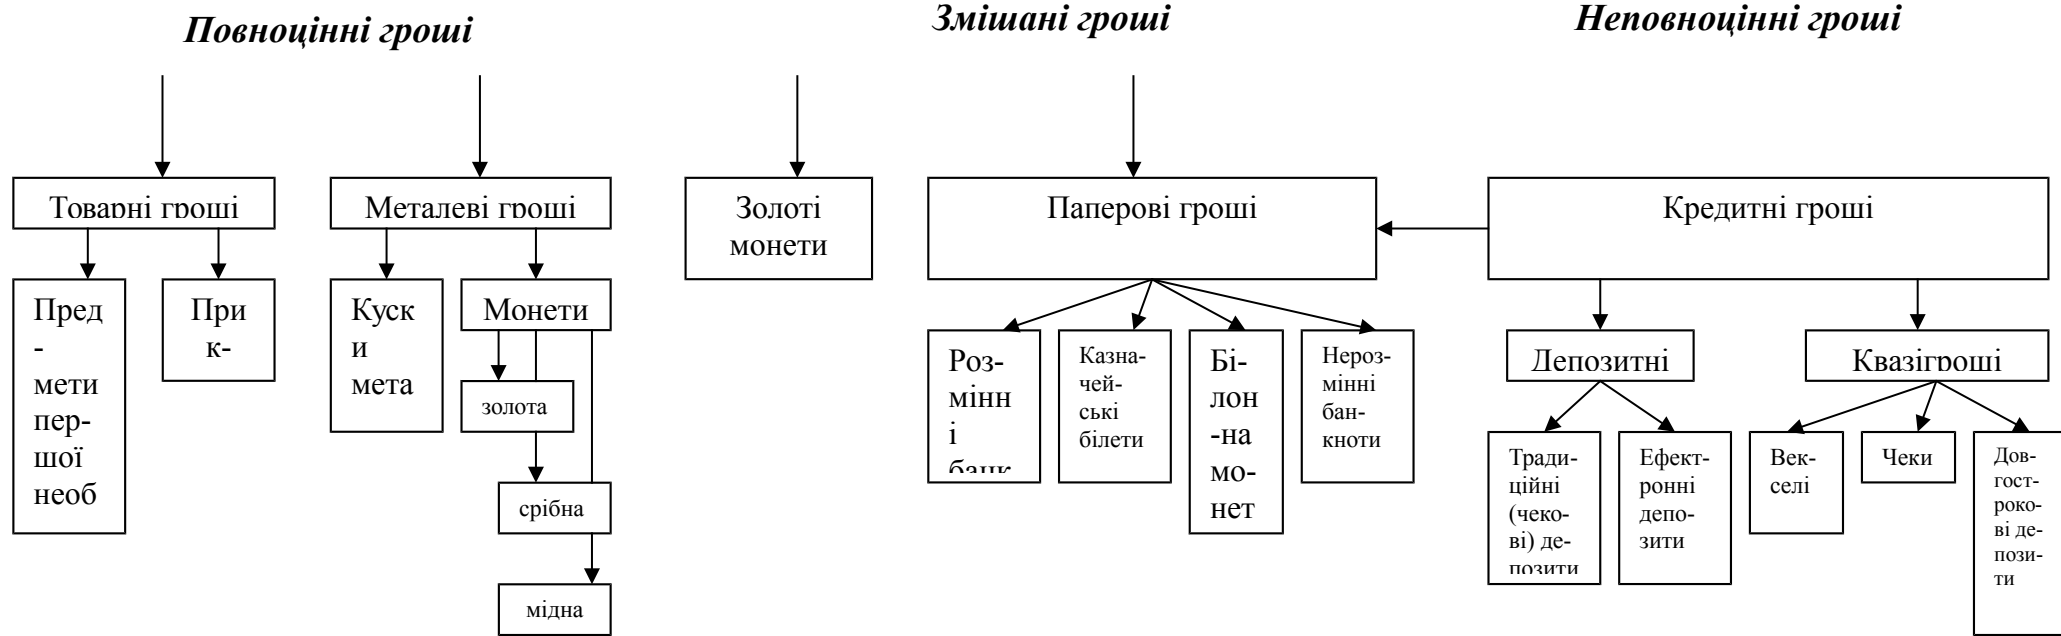 Повноцінні гроші
Змішані гроші
Неповноцінні гроші
Товарні гроші
Металеві гроші
Золоті
монети
Паперові гроші
Кредитні гроші
Пред
-
мети
пер-
шої
необ
При
к-
Куск
и
мета
Монети
золота
срібна
мідна
Роз-
мінн
і
банк
Казна-
чей-
ські
білети
Бі-
лон
-на
мо-
нет
Нероз-
мінні
бан-
кноти
Депозитні
Квазігроші
Тради-
ційні
(чеко-
ві) де-
позити
Ефект-
ронні
депо-
зити
Век-
селі
Чеки
Дов-
гост-
роко-
ві де-
пози-
ти